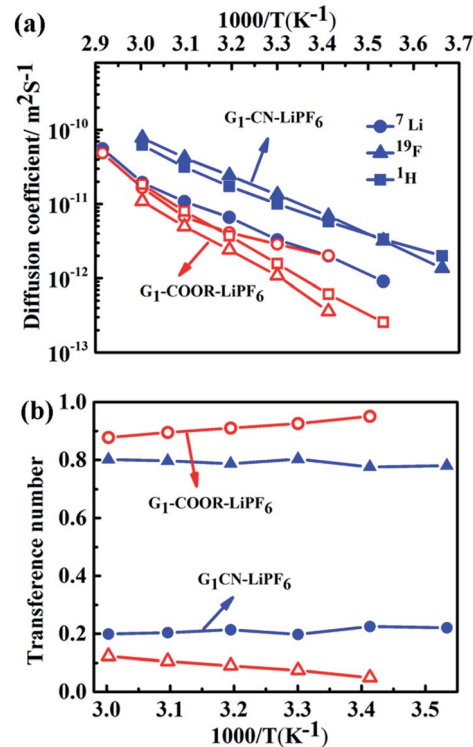 (a)
1000/T(K-1)
2.9 3.0 3.1 3.2 3.3 3.4 3.5 3.6 3.7
Diffusion coefficient/ m2S-1
10-10
10-11
10-12
10-13
G1-CN-LiPF6
7 Li
19F
1H
G1-COOR-LiPF6
(b)
Transference number
1.0
0.8
0.6
0.4
0.2
0.0
G1-COOR-LiPF6
G1CN-LiPF6
3.0 3.1 3.2 3.3 3.4 3.5
1000/T(K-1)